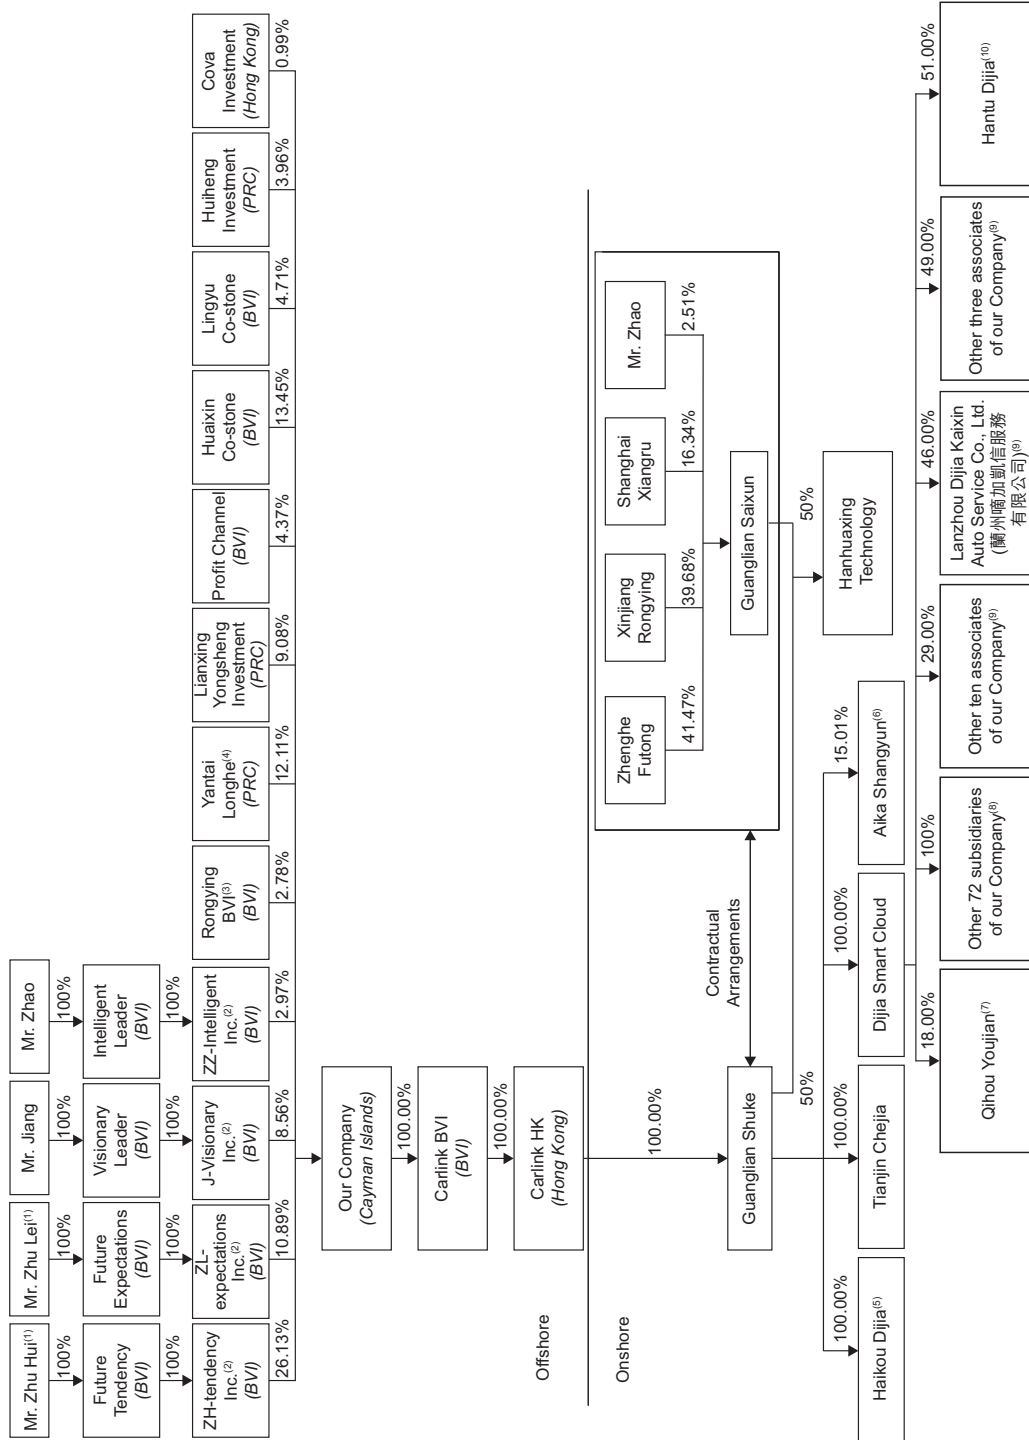 Mr. Zhu Hui(1)
Mr. Zhu Lei(1)
Mr. Jiang
Mr. Zhao
100%
100%
100%
100%
Future
Tendency
(BVI)
Future
Expectations
(BVI)
Visionary
Leader
(BVI)
Intelligent
Leader
(BVI)
100%
100%
100%
100%
ZH-tendency
Inc.(2)
(BVI)
ZL-
expectations
Inc.(2)
(BVI)
J-Visionary
Inc.(2)
(BVI)
ZZ-Intelligent
Inc.(2)
(BVI)
Rongying
BVI(3)
(BVI)
Yantai
Longhe(4)
(PRC)
Lianxing
Yongsheng
Investment
(PRC)
Profit Channel
(BVI)
Huaixin
Co-stone
(BVI)
Lingyu
Co-stone
(BVI)
Huiheng
Investment
(PRC)
Cova
Investment
(Hong Kong)
26.13%
10.89%
8.56%
2.97%
2.78%
12.11%
9.08%
4.37%
13.45%
4.71%
3.96%
0.99%
Our Company
(Cayman Islands)
100.00%
Carlink BVI
(BVI)
100.00%
Carlink HK
(Hong Kong)
Offshore
Onshore
100.00%
Zhenghe
Futong
Xinjiang
Rongying
Shanghai
Xiangru
Mr. Zhao
41.47%
39.68%
16.34%
2.51%
Guanglian Shuke
Contractual
Arrangements
Guanglian Saixun
50%
50%
100.00%
100.00%
100.00%
15.01%
Haikou Dijia(5)
Tianjin Chejia
Dijia Smart Cloud
Aika Shangyun(6)
Hanhuaxing
Technology
18.00%
100%
29.00%
46.00%
49.00%
51.00%
Qihou Youjian(7)
Other 72 subsidiaries
of our Company(8)
Other ten associates
of our Company(9)
Lanzhou Dijia Kaixin
Auto Service Co., Ltd.
(蘭州嘀加凱信服務
有限公司)(9)
Other three associates
of our Company(9)
Hantu Dijia(10)